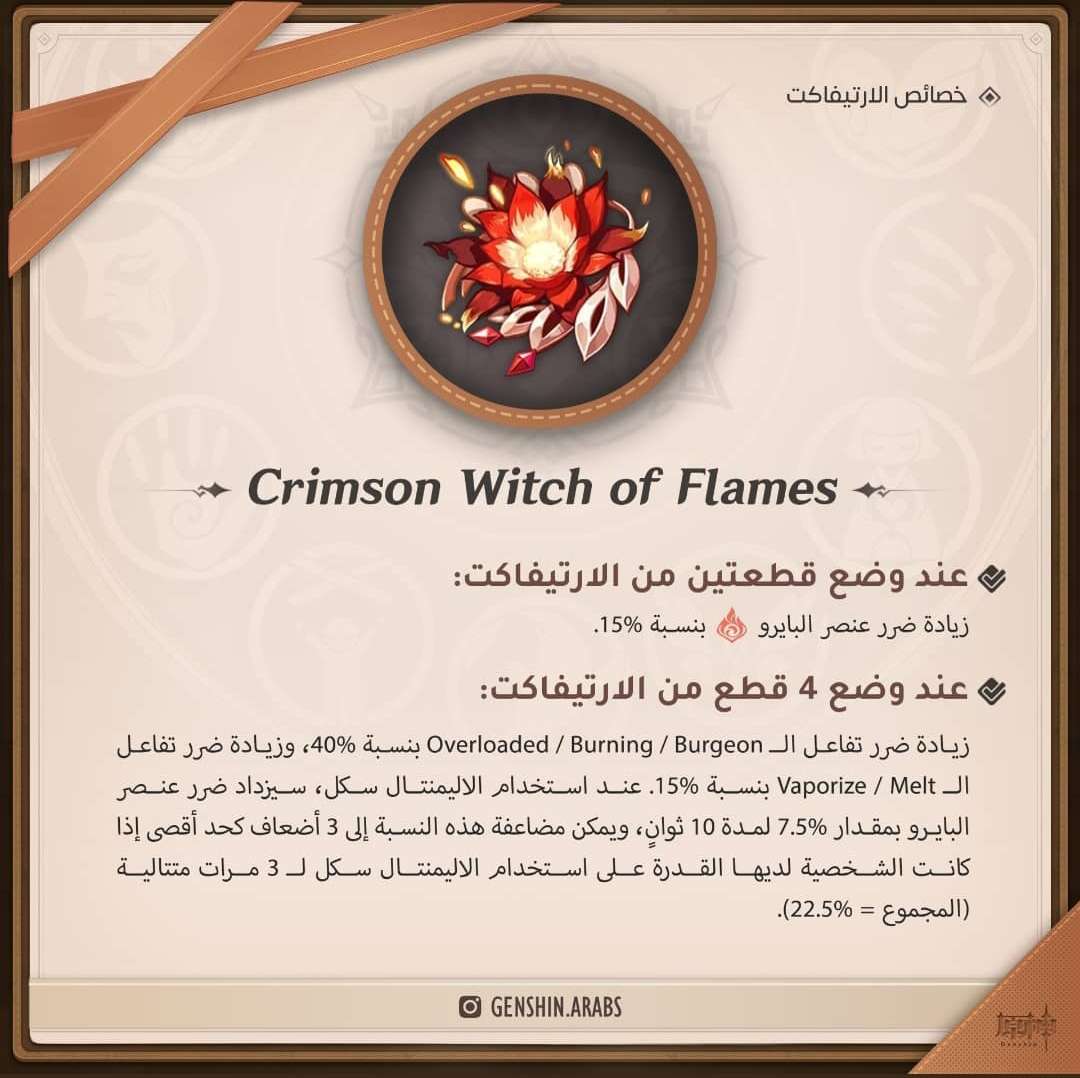 خصائص الارتيفاكت
Crimson Witch of Flames
عند وضع قطعتين من الارتيفاكت:
زيادة ضرر عنصر البايرو بنسبة 15%.
عند وضع 4 قطع من الارتيفاكت:
زيادة ضرر تفاعل الـ Overloaded / Burning / Burgeon بنسبة 40%، وزيادة ضرر تفاعل
الـ Vaporize / Melt بنسبة 15%. عند استخدام الاليمنتال سكل، سيزداد ضرر عنصر
البايرو بمقدار 7.5% لمدة 10 ثوانٍ، ويمكن مضاعفة هذه النسبة إلى 3 أضعاف كحد أقصى إذا
كانت الشخصية لديها القدرة على استخدام الاليمنتال سكل لـ 3 مرات متتالية
(المجموع = 22.5%).
GENSHIN.ARABS
原神
Genshin